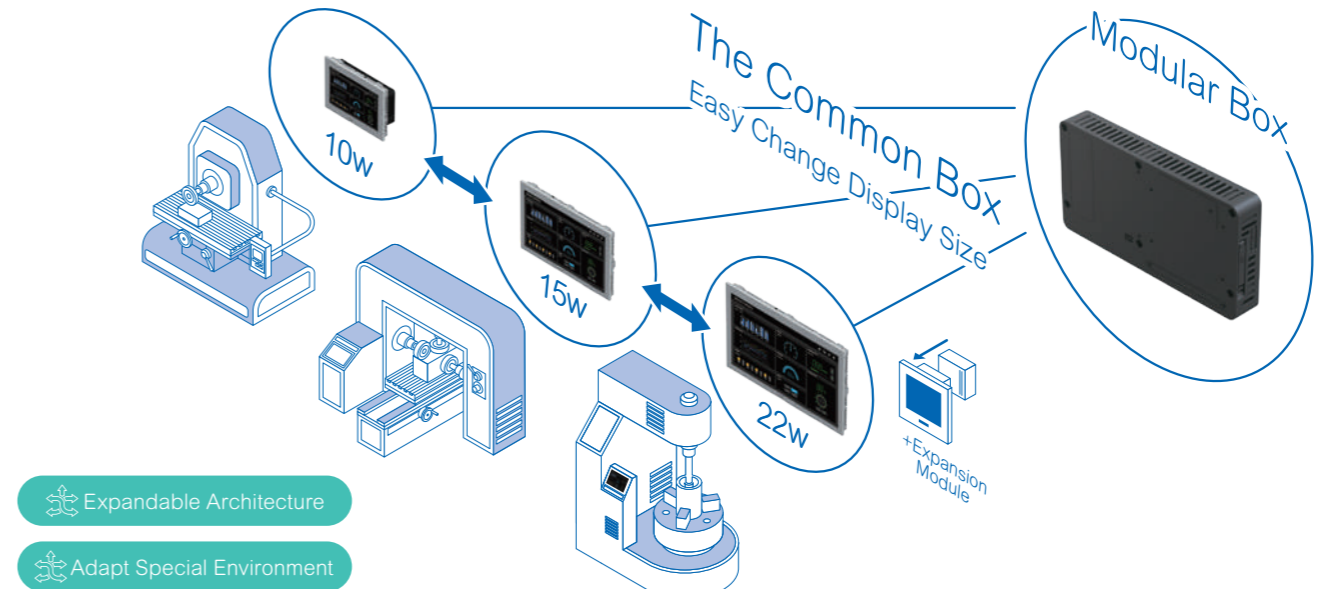 The Common Box
Easy Change Display Size
Modular Box
10w
15w
22w
+Expansion
Module
Expandable Architecture
Adapt Special Environment